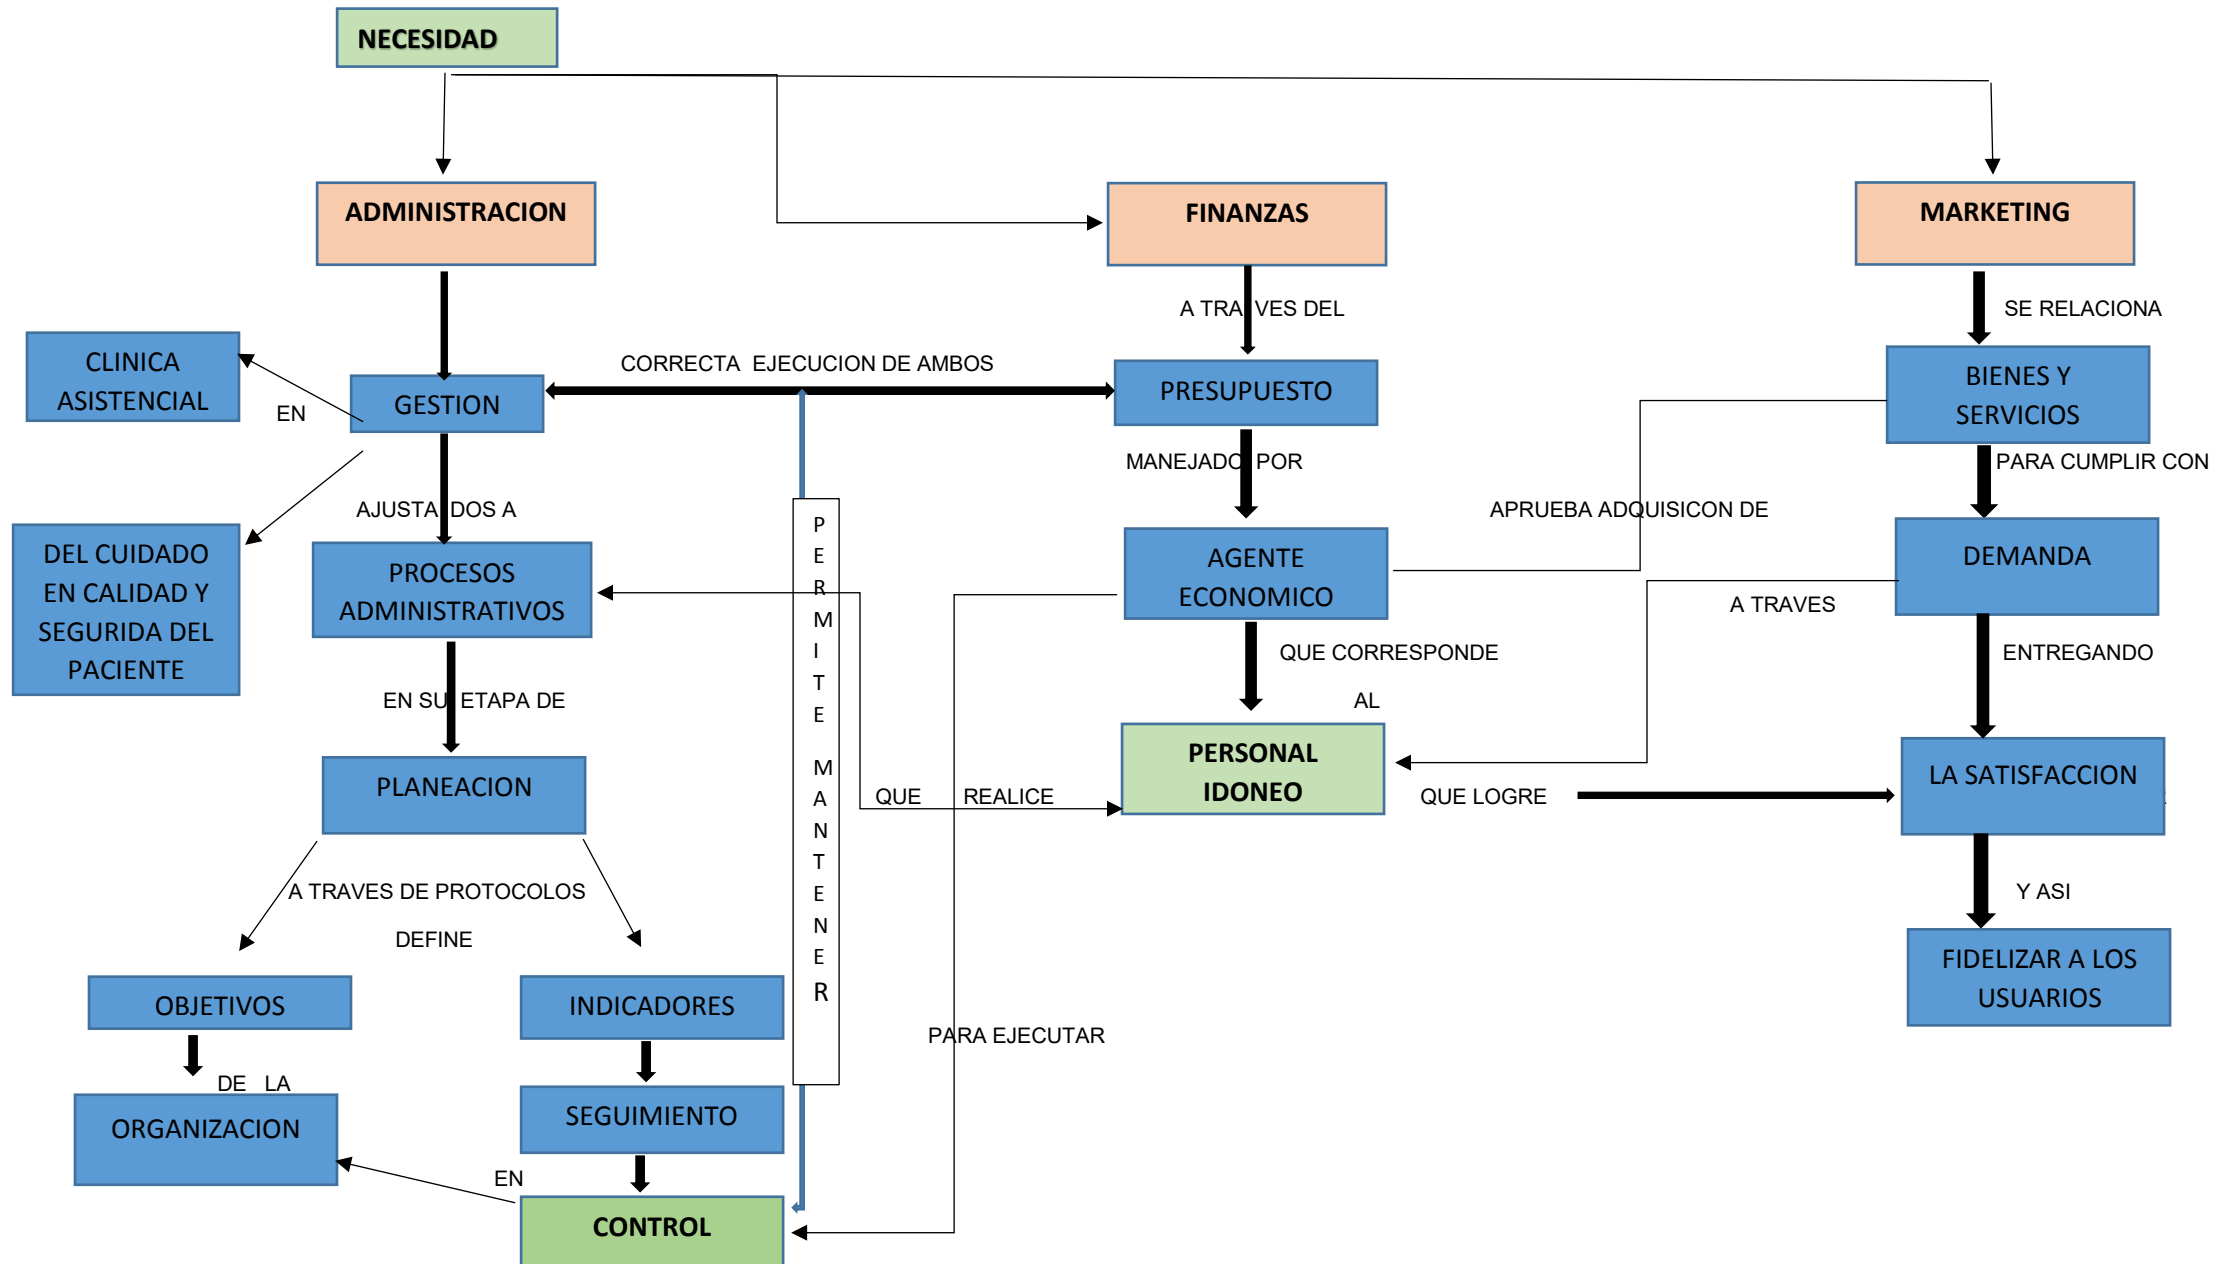 NECESIDAD
ADMINISTRACION
FINANZAS
MARKETING
A TRA VES DEL
SE RELACIONA
CLINICA
ASISTENCIAL
EN
GESTION
CORRECTA EJECUCION DE AMBOS
PRESUPUESTO
BIENES Y
SERVICIOS
MANEJADO POR
PARA CUMPLIR CON
AJUSTA DOS A
APRUEBA ADQUISICON DE
DEL CUIDADO
EN CALIDAD Y
SEGURIDA DEL
PACIENTE
PROCESOS
ADMINISTRATIVOS
AGENTE
ECONOMICO
DEMANDA
A TRAVES
QUE CORRESPONDE
AL
ENTREGANDO
EN SU ETAPA DE
P
E
R
M
I
T
E
M
A
N
T
E
N
E
R
PLANEACION
QUE REALICE
PERSONAL
IDONEO
QUE LOGRE
LA SATISFACCION
A TRAVES DE PROTOCOLOS
DEFINE
Y ASI
FIDELIZAR A LOS
USUARIOS
OBJETIVOS
INDICADORES
PARA EJECUTAR
DE LA
ORGANIZACION
SEGUIMIENTO
EN
CONTROL